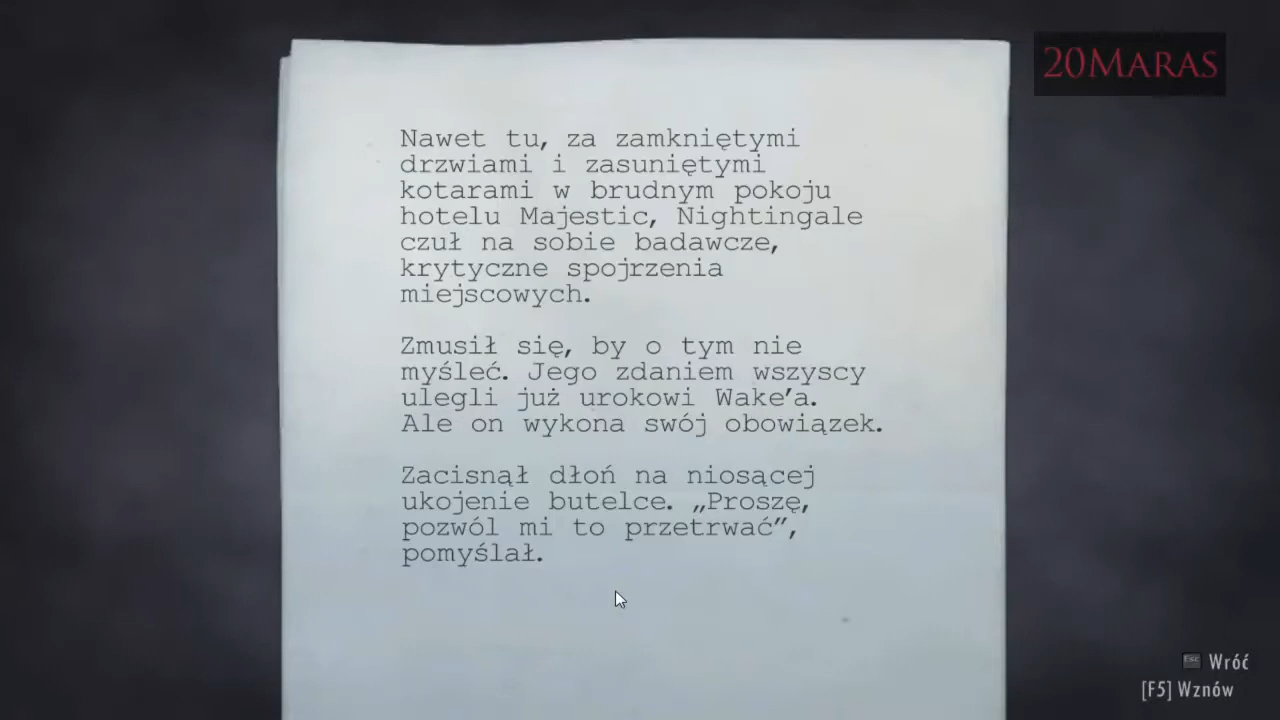 20MARAS
Nawet tu, za zamkniętymi
drzwiami i zasuniętymi
kotarami w brudnym pokoju
hotelu Majestic, Nightingale
czuł na sobie badawcze,
krytyczne spojrzenia
miejscowych.
Zmusił się, by o tym nie
myśleć. Jego zdaniem wszyscy
ulegli już urokowi Wake’a.
Ale on wykona swój obowiązek.
Zacisnął dłoń na niosącej
ukojenie butelce. „Proszę,
pozwól mi to przetrwać”,
pomyślał.
Esc Wróć
[F5] Wznów